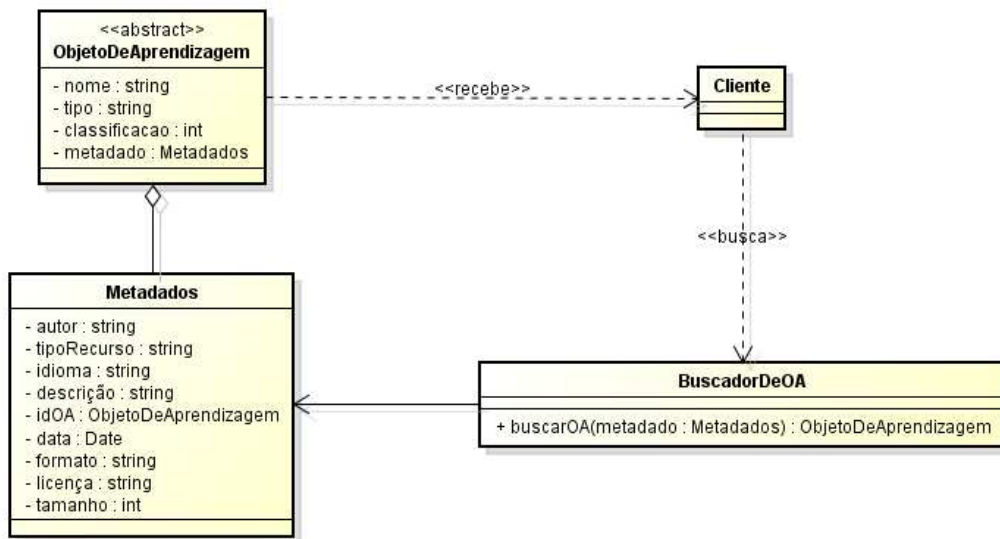 <<abstract>>
ObjetoDeAprendizagem
- nome : string
- tipo : string
- classificacao : int
- metadado : Metadados
<<recebe>>
Cliente
<<busca>>
Metadados
- autor : string
- tipoRecurso : string
- idioma : string
- descrição : string
- idOA : ObjetoDeAprendizagem
- data : Date
- formato : string
- licença : string
- tamanho : int
BuscadorDeOA
+ buscarOA(metadado : Metadados) : ObjetoDeAprendizagem